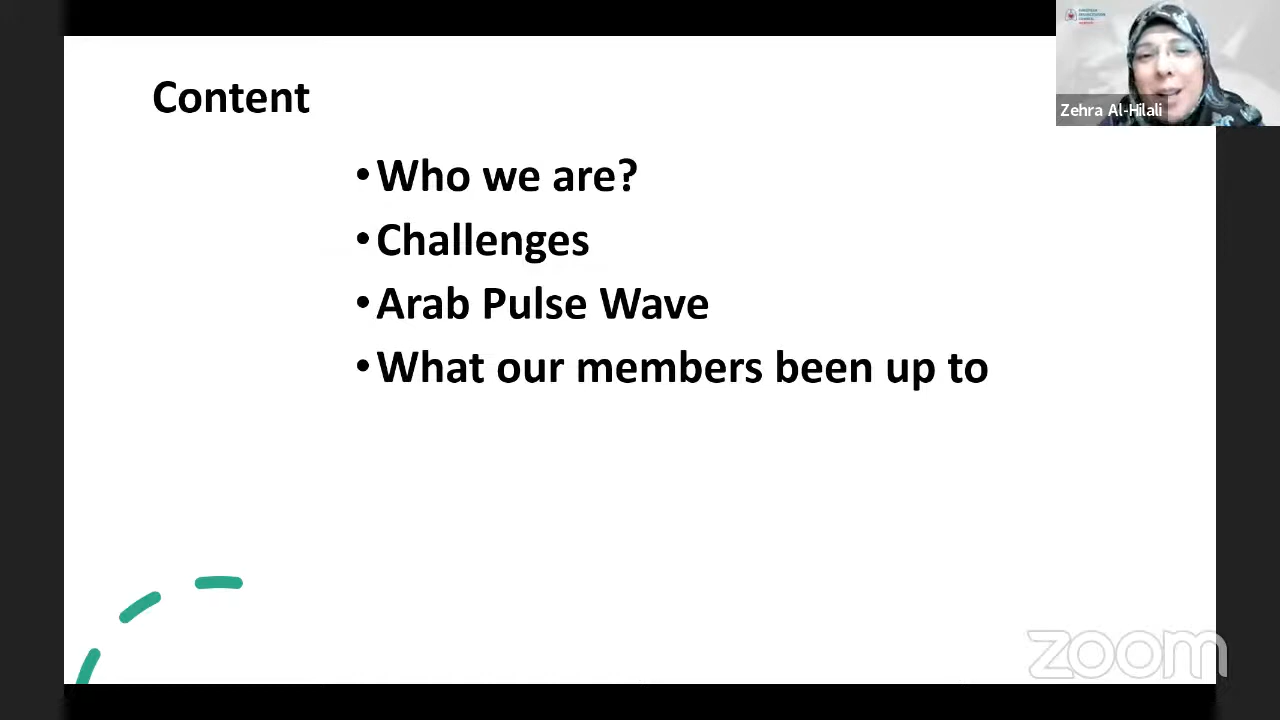 Content
• Who we are?
• Challenges
• Arab Pulse Wave
• What our members been up to
Zehra Al-Hilali
zoom